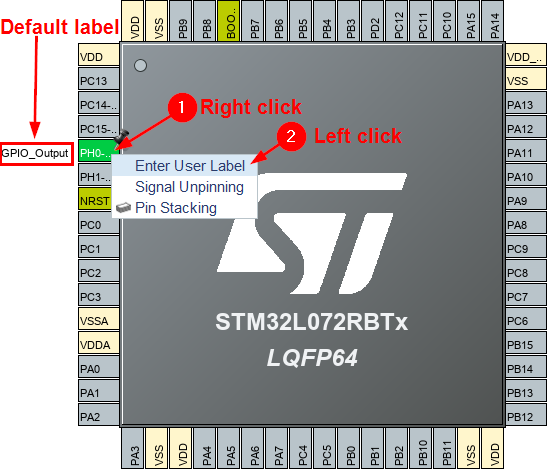 Default label
VDD
VSS
PB9
PB8
BOO...
PB7
PB6
PB5
PB4
PB3
PD2
PC12
PC11
PC10
PA15
PA14
VDD
PC13
PC14-...
PC15-...
GPIO_Output
PH0-...
PH1-...
NRST
PC0
PC1
PC2
PC3
VSSA
VDDA
PA0
PA1
PA2
1 Right click
2 Left click
Enter User Label
Signal Unpinning
Pin Stacking
ST
STM32L072RBTx
LQFP64
VDD_...
VSS
PA13
PA12
PA11
PA10
PA9
PA8
PC9
PC8
PC7
PC6
PB15
PB14
PB13
PB12
PA3
VSS
VDD
PA4
PA5
PA6
PA7
PC4
PC5
PB0
PB1
PB2
PB10
PB11
VSS
VDD